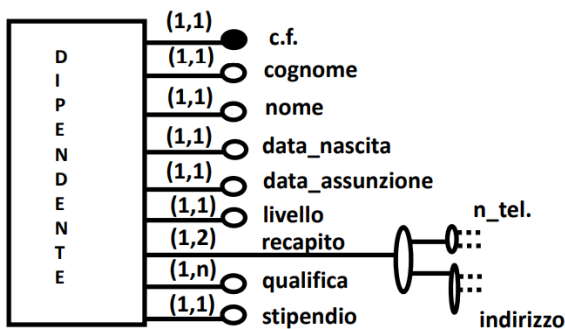 DIPENDENTE
(1,1) c.f.
(1,1) cognome
(1,1) nome
(1,1) data_nascita
(1,1) data_assunzione
(1,1) livello
(1,2) recapito
n_tel.
indirizzo
(1,n) qualifica
(1,1) stipendio